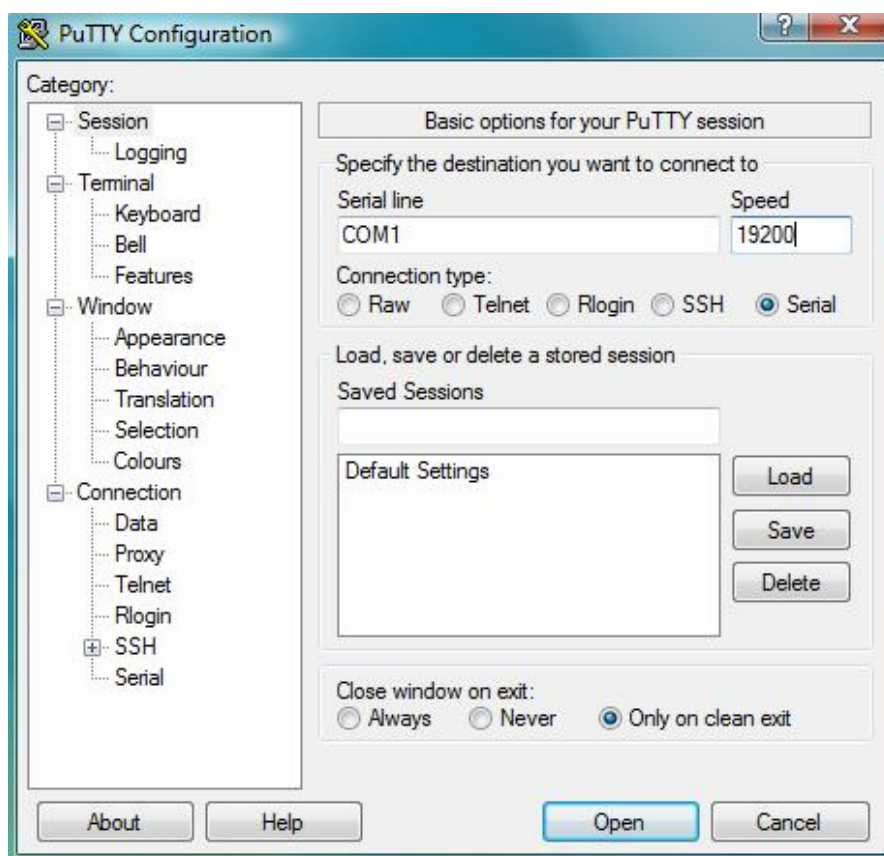 PuTTY Configuration
?
X
Category:
Session
Logging
Terminal
Keyboard
Bell
Features
Window
Appearance
Behaviour
Translation
Selection
Colours
Connection
Data
Proxy
Telnet
Rlogin
SSH
Serial
Basic options for your PuTTY session
Specify the destination you want to connect to
Serial line Speed
COM1 19200
Connection type:
Raw Telnet Rlogin SSH Serial
Load, save or delete a stored session
Saved Sessions
Default Settings
Load
Save
Delete
Close window on exit:
Always Never Only on clean exit
About Help Open Cancel